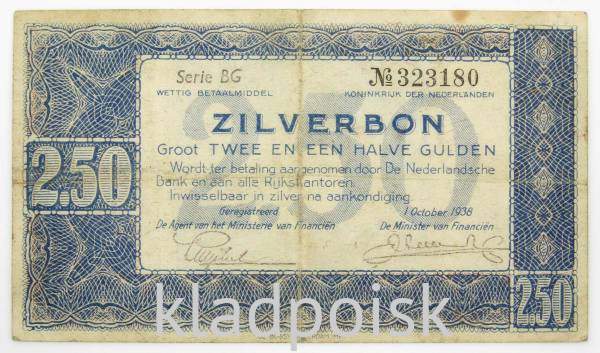 Serie BG
№ 323180
WETTIG BETAALMIDDEL
KONINKRIJK DER NEDERLANDEN
2.50
ZILVERBON
Groot TWEE EN EEN HALVE GULDEN
Wordt ter betaling aangenomen door De Nederlandsche
Bank en aan alle Rijkskantoren.
Inwisselbaar in zilver na aankondiging.
Geregistreerd
1 October 1938
De Agent van het Ministerie van Financiën
De Minister van Financiën
2.50
2.50
kladpoisk